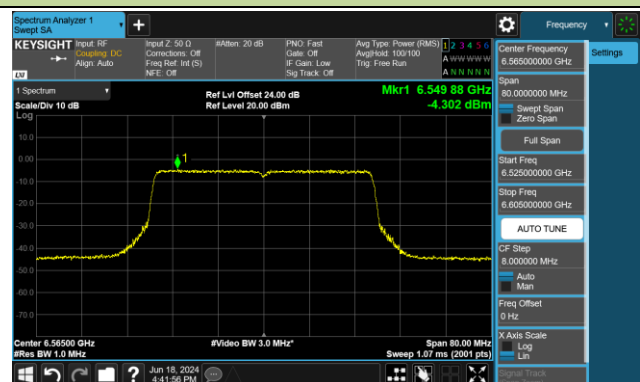 Spectrum Analyzer 1
Swept SA
+
Frequency
KEYSIGHT
Input: RF
Coupling: DC
Align: Auto
Input Z: 50 Ω
Corrections: Off
Freq Ref: Int (S)
NFE: Off
#Atten: 20 dB
PNO: Fast
Gate: Off
IF Gain: Low
Sig Track: Off
Avg Type: Power (RMS)
Avg|Hold: 100/100
Trig: Free Run
1 2 3 4 5 6
A W W W W W
A N N N N N
LXI
1 Spectrum
Scale/Div 10 dB
Log
Ref Lvl Offset 24.00 dB
Ref Level 20.00 dBm
Mkr1 6.549 88 GHz
-4.302 dBm
1
10.0
0.00
-10.0
-20.0
-30.0
-40.0
-50.0
-60.0
-70.0
Center 6.56500 GHz
#Res BW 1.0 MHz
#Video BW 3.0 MHz*
Span 80.00 MHz
Sweep 1.07 ms (2001 pts)
Jun 18, 2024
4:41:56 PM
?
Center Frequency
6.565000000 GHz
Settings
Span
80.0000000 MHz
Swept Span
Zero Span
Full Span
Start Freq
6.525000000 GHz
Stop Freq
6.605000000 GHz
AUTO TUNE
CF Step
8.000000 MHz
Auto
Man
Freq Offset
0 Hz
X Axis Scale
Log
Lin
Signal Track